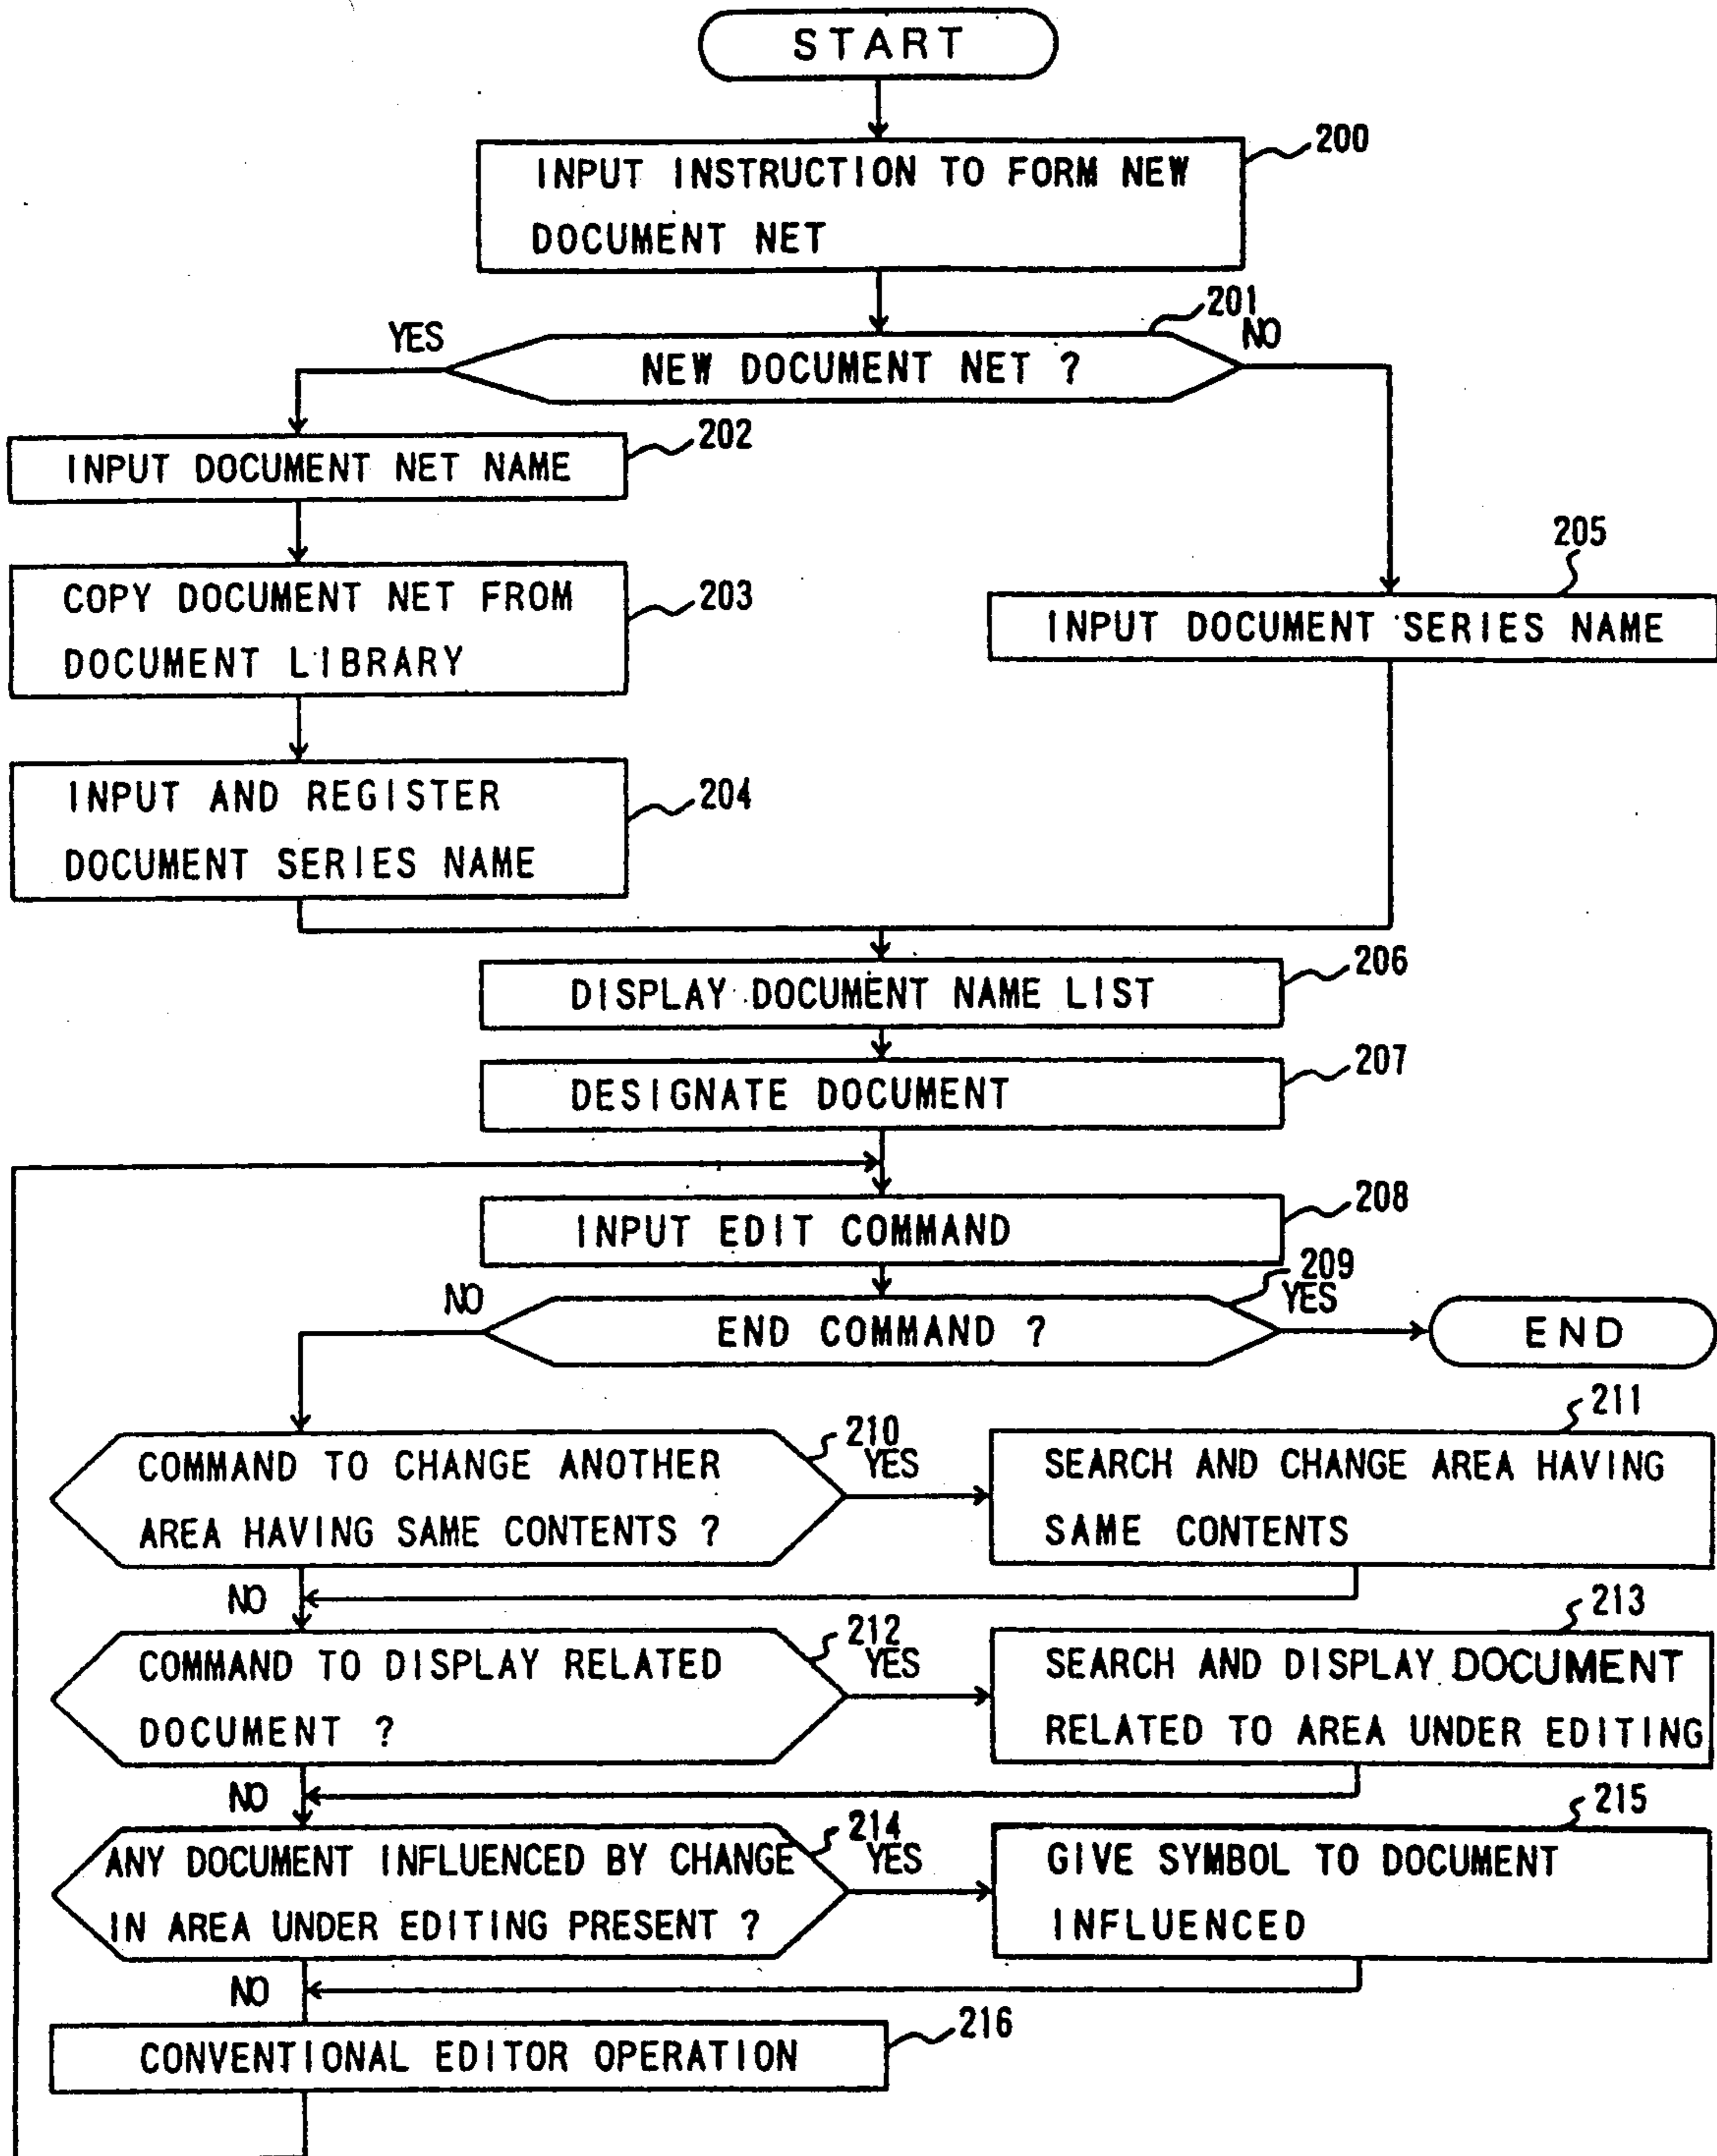 START
200
INPUT INSTRUCTION TO FORM NEW
DOCUMENT NET
201
YES
NO
NEW DOCUMENT NET ?
202
INPUT DOCUMENT NET NAME
203
COPY DOCUMENT NET FROM
DOCUMENT LIBRARY
205
INPUT DOCUMENT SERIES NAME
204
INPUT AND REGISTER
DOCUMENT SERIES NAME
206
DISPLAY DOCUMENT NAME LIST
207
DESIGNATE DOCUMENT
208
INPUT EDIT COMMAND
209
NO
YES
END COMMAND ?
END
210
COMMAND TO CHANGE ANOTHER
AREA HAVING SAME CONTENTS ?
YES
211
SEARCH AND CHANGE AREA HAVING
SAME CONTENTS
NO
212
COMMAND TO DISPLAY RELATED
DOCUMENT ?
YES
213
SEARCH AND DISPLAY DOCUMENT
RELATED TO AREA UNDER EDITING
NO
214
ANY DOCUMENT INFLUENCED BY CHANGE
IN AREA UNDER EDITING PRESENT ?
YES
215
GIVE SYMBOL TO DOCUMENT
INFLUENCED
NO
216
CONVENTIONAL EDITOR OPERATION